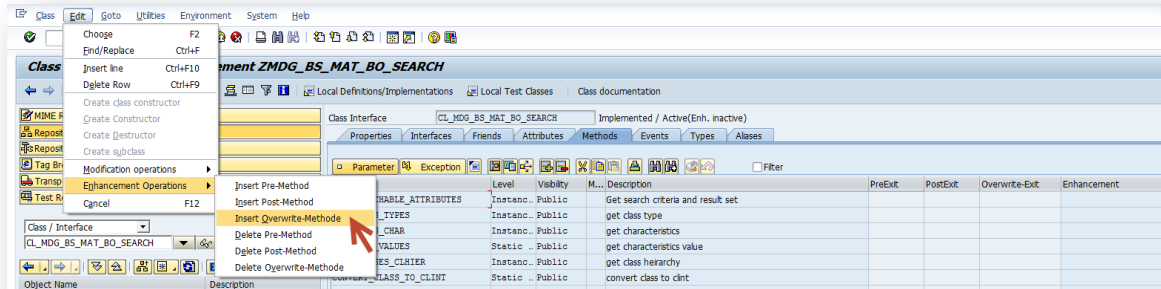 Class Edit Goto Utilities Environment System Help
Choose F2
Find/Replace Ctrl+F
Insert line Ctrl+F10
Delete Row Ctrl+F9
Create class constructor
Create Constructor
Create Destructor
Create subclass
Modification operations
Enhancement Operations
Cancel F12
Insert Pre-Method
Insert Post-Method
Insert Overwrite-Methode
Delete Pre-Method
Delete Post-Method
Delete Overwrite-Methode
Class
ement ZMDG_BS_MAT_BO_SEARCH
Local Definitions/Implementations Local Test Classes Class documentation
MIME R
Reposit
Reposit
Tag Br
Transp
Test Re
Class / Interface
CL_MDG_BS_MAT_BO_SEARCH
Object Name Description
Class Interface CL_MDG_BS_MAT_BO_SEARCH Implemented / Active(Enh. inactive)
Properties Interfaces Friends Attributes Methods Events Types Aliases
Parameter Exception Filter
Level Visibility M... Description PreExit PostExit Overwrite-Exit Enhancement
CHABLE_ATTRIBUTES Instanc.. Public Get search criteria and result set
_TYPES Instanc.. Public get class type
_CHAR Instanc.. Public get characteristics
VALUES Static .. Public get characteristics value
ES_CLHIER Instanc.. Public get class heirarchy
CONVERT_CLASS_TO_CLINT Static .. Public convert class to clint